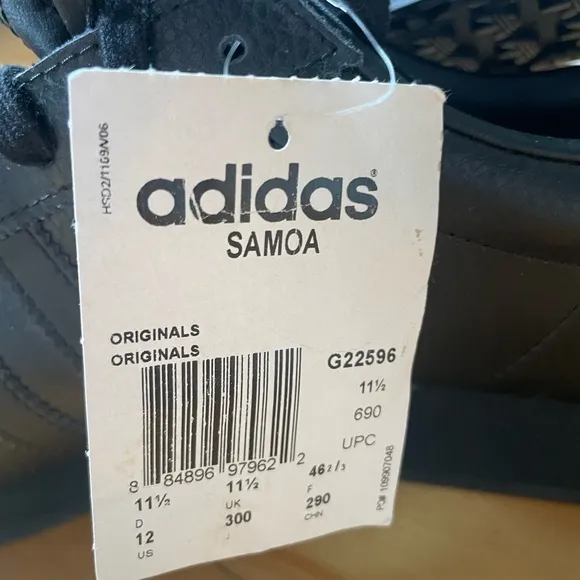 HSD2/1169/V06
adidas®
SAMOA
ORIGINALS
ORIGINALS
G22596
11½
690
UPC
8 84896 97962 2
11½ 11½ 46 2/3
D UK F
12 300 290
US J CHN
PO# 109907048